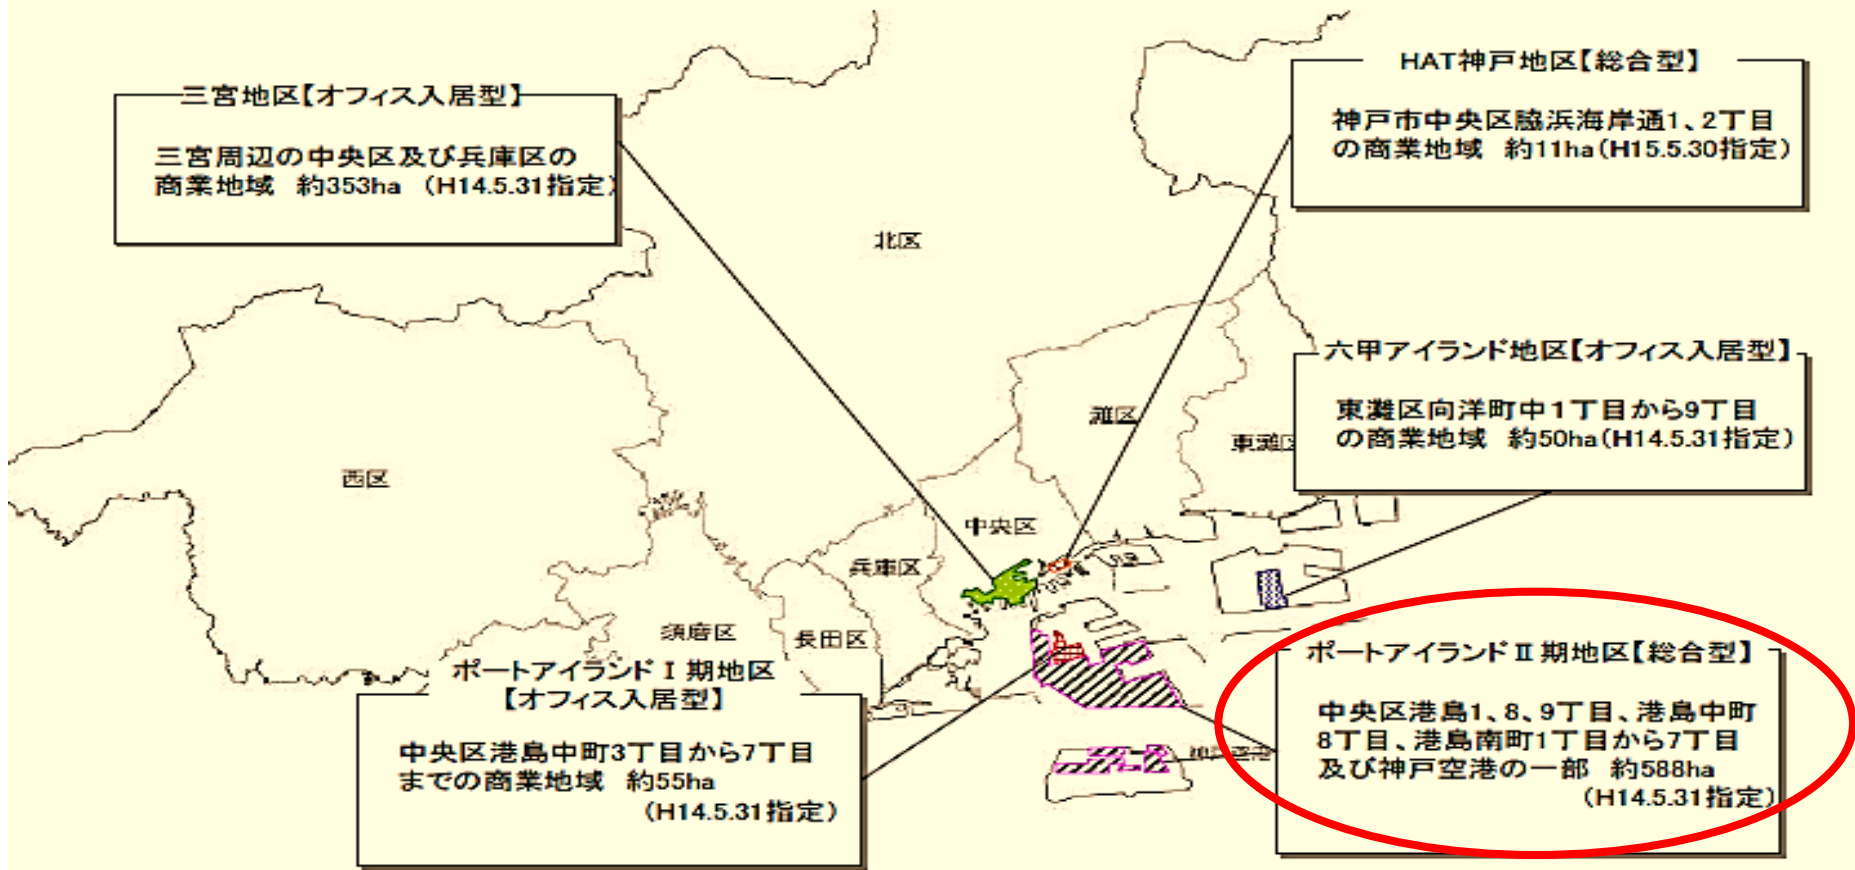 三宮地区【オフィス入居型】
三宮周辺の中央区及び兵庫区の
商業地域　約353ha　（H14.5.31指定）
HAT神戸地区【総合型】
神戸市中央区脇浜海岸通1、2丁目
の商業地域　約11ha（H15.5.30指定）
北区
六甲アイランド地区【オフィス入居型】
東灘区向洋町中１丁目から9丁目
の商業地域　約50ha（H14.5.31指定）
灘区
東灘区
西区
中央区
兵庫区
須磨区
長田区
ポートアイランドⅠ期地区
【オフィス入居型】
中央区港島中町3丁目から7丁目
までの商業地域　約55ha
（H14.5.31指定）
ポートアイランドⅡ期地区【総合型】
中央区港島1、8、9丁目、港島中町
8丁目、港島南町1丁目から7丁目
及び神戸空港の一部　約588ha
（H14.5.31指定）
神戸空港